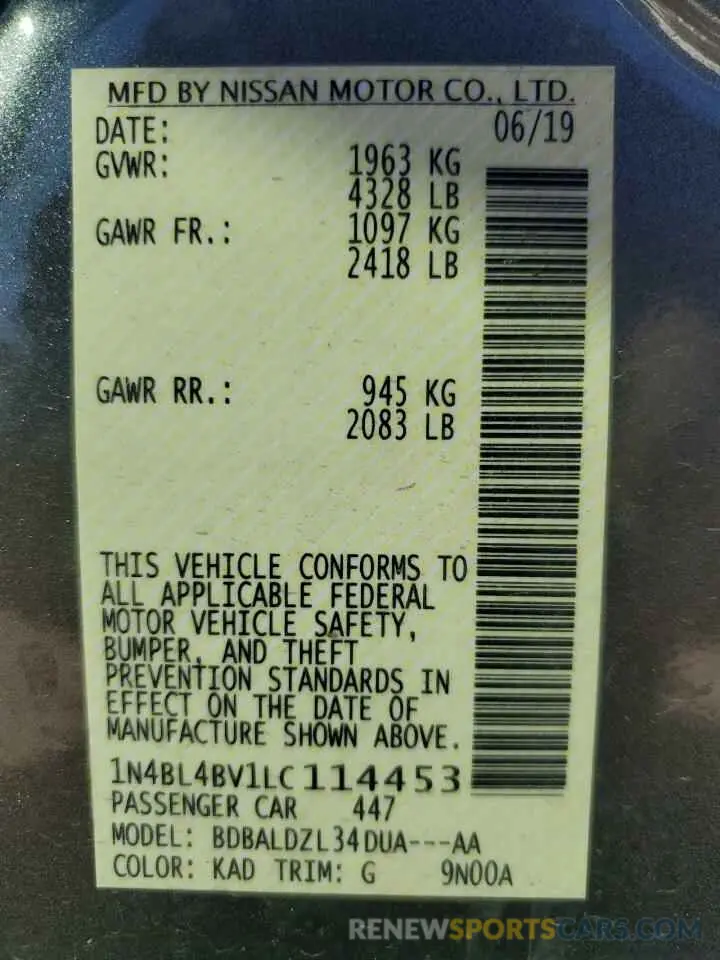 MFD BY NISSAN MOTOR CO., LTD.
DATE: 06/19
GVWR: 1963 KG
4328 LB
GAWR FR.: 1097 KG
2418 LB
GAWR RR.: 945 KG
2083 LB
THIS VEHICLE CONFORMS TO
ALL APPLICABLE FEDERAL
MOTOR VEHICLE SAFETY,
BUMPER, AND THEFT
PREVENTION STANDARDS IN
EFFECT ON THE DATE OF
MANUFACTURE SHOWN ABOVE.
1N4BL4BV1LC114453
PASSENGER CAR 447
MODEL: BDBALDZL34DUA---AA
COLOR: KAD TRIM: G 9N00A
RENEWSPORTSCARS.COM